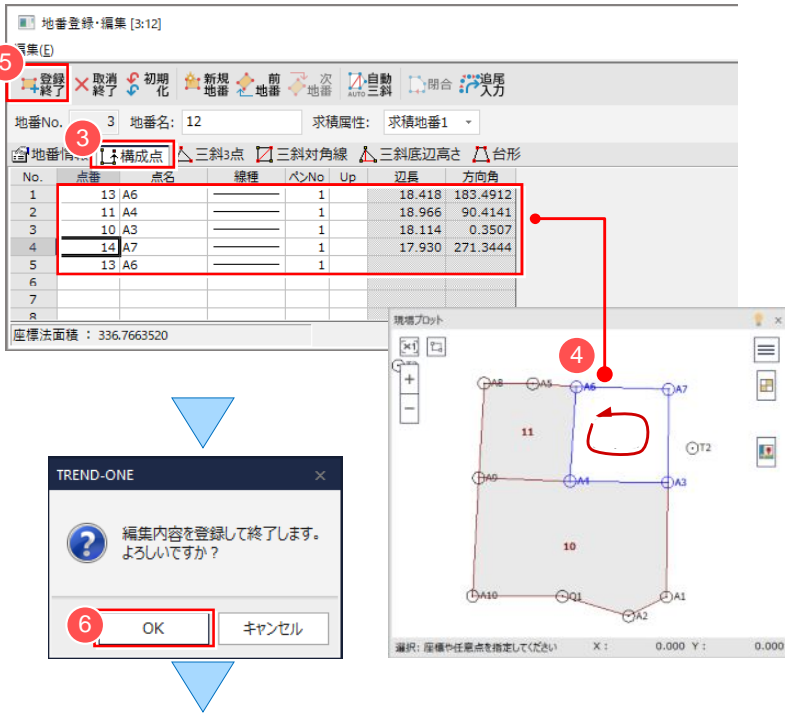 地番登録・編集 [3:12]
編集(E)
5
登録終了 取消終了 初期化 新規地番 前地番 次地番 AUTO 自動三斜 閉合 追尾入力
地番No. 3 地番名: 12 求積属性: 求積地番1
3
地番情報 構成点 三斜3点 三斜対角線 三斜底辺高さ 台形
No. 点番 点名 線種 ペンNo Up 辺長 方向角
1 13 A6 1 18.418 183.4912
2 11 A4 1 18.966 90.4141
3 10 A3 1 18.114 0.3507
4 14 A7 1 17.930 271.3444
5 13 A6 1
6
7
8
座標法面積 : 336.7663520
現場プロット
4
A8 A5 A6 A7
11
T2
A9 A4 A3
10
A10 Q1 A1
A2
選択: 座標や任意点を指定してください X : 0.000 Y : 0.000
TREND-ONE
編集内容を登録して終了します。
よろしいですか?
6
OK キャンセル